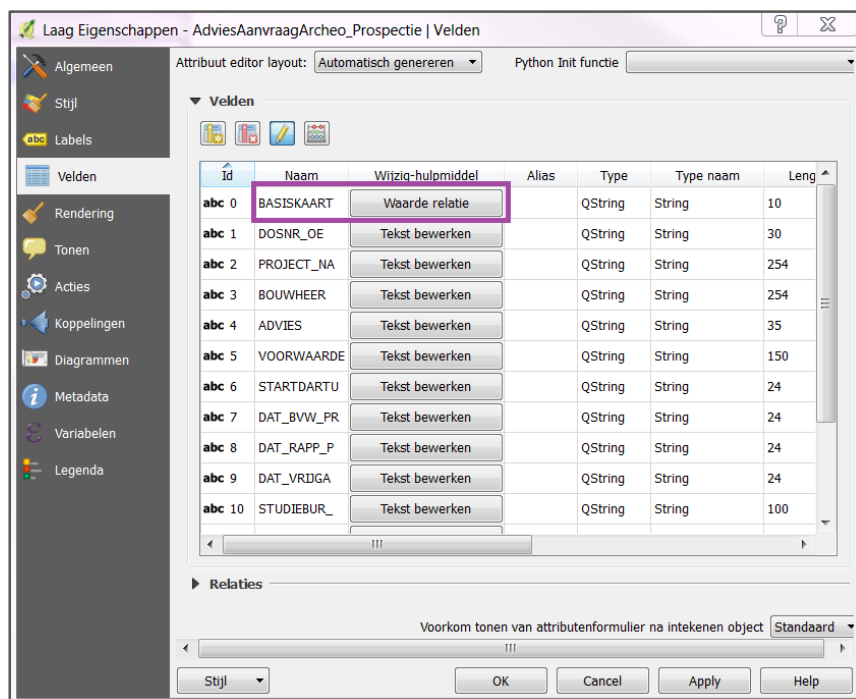 Laag Eigenschappen - AdviesAanvraagArcheo_Prospectie | Velden
Algemeen
Stijl
abc Labels
Velden
Rendering
Tonen
Acties
Koppelingen
Diagrammen
Metadata
Variabelen
Legenda
Attribuut editor layout: Automatisch genereren Python Init functie
Velden
Id Naam Wijzig-hulpmiddel Alias Type Type naam Leng
abc 0 BASISKAART Waarde relatie QString String 10
abc 1 DOSNR_OE Tekst bewerken QString String 30
abc 2 PROJECT_NA Tekst bewerken QString String 254
abc 3 BOUWHEER Tekst bewerken QString String 254
abc 4 ADVIES Tekst bewerken QString String 35
abc 5 VOORWAARDE Tekst bewerken QString String 150
abc 6 STARTDARTU Tekst bewerken QString String 24
abc 7 DAT_BVW_PR Tekst bewerken QString String 24
abc 8 DAT_RAPP_P Tekst bewerken QString String 24
abc 9 DAT_VRIJGA Tekst bewerken QString String 24
abc 10 STUDIEBUR_ Tekst bewerken QString String 100
Relaties
Voorkom tonen van attributenformulier na intekenen object Standaard
Stijl OK Cancel Apply Help